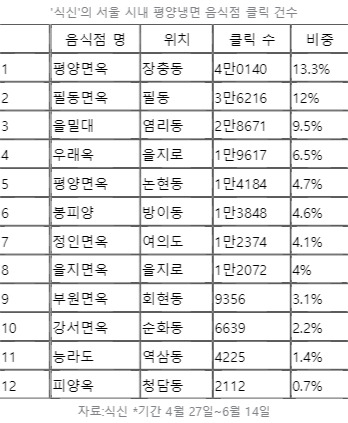 '식신'의 서울 시내 평양냉면 음식점 클릭 건수
음식점 명 위치 클릭 수 비중
1 평양면옥 장충동 4만0140 13.3%
2 필동면옥 필동 3만6216 12%
3 을밀대 염리동 2만8671 9.5%
4 우래옥 을지로 1만9617 6.5%
5 평양면옥 논현동 1만4184 4.7%
6 봉피양 방이동 1만3848 4.6%
7 정인면옥 여의도 1만2374 4.1%
8 을지면옥 을지로 1만2072 4%
9 부원면옥 회현동 9356 3.1%
10 강서면옥 순화동 6639 2.2%
11 능라도 역삼동 4225 1.4%
12 피양옥 청담동 2112 0.7%
자료:식신 *기간 4월 27일~6월 14일